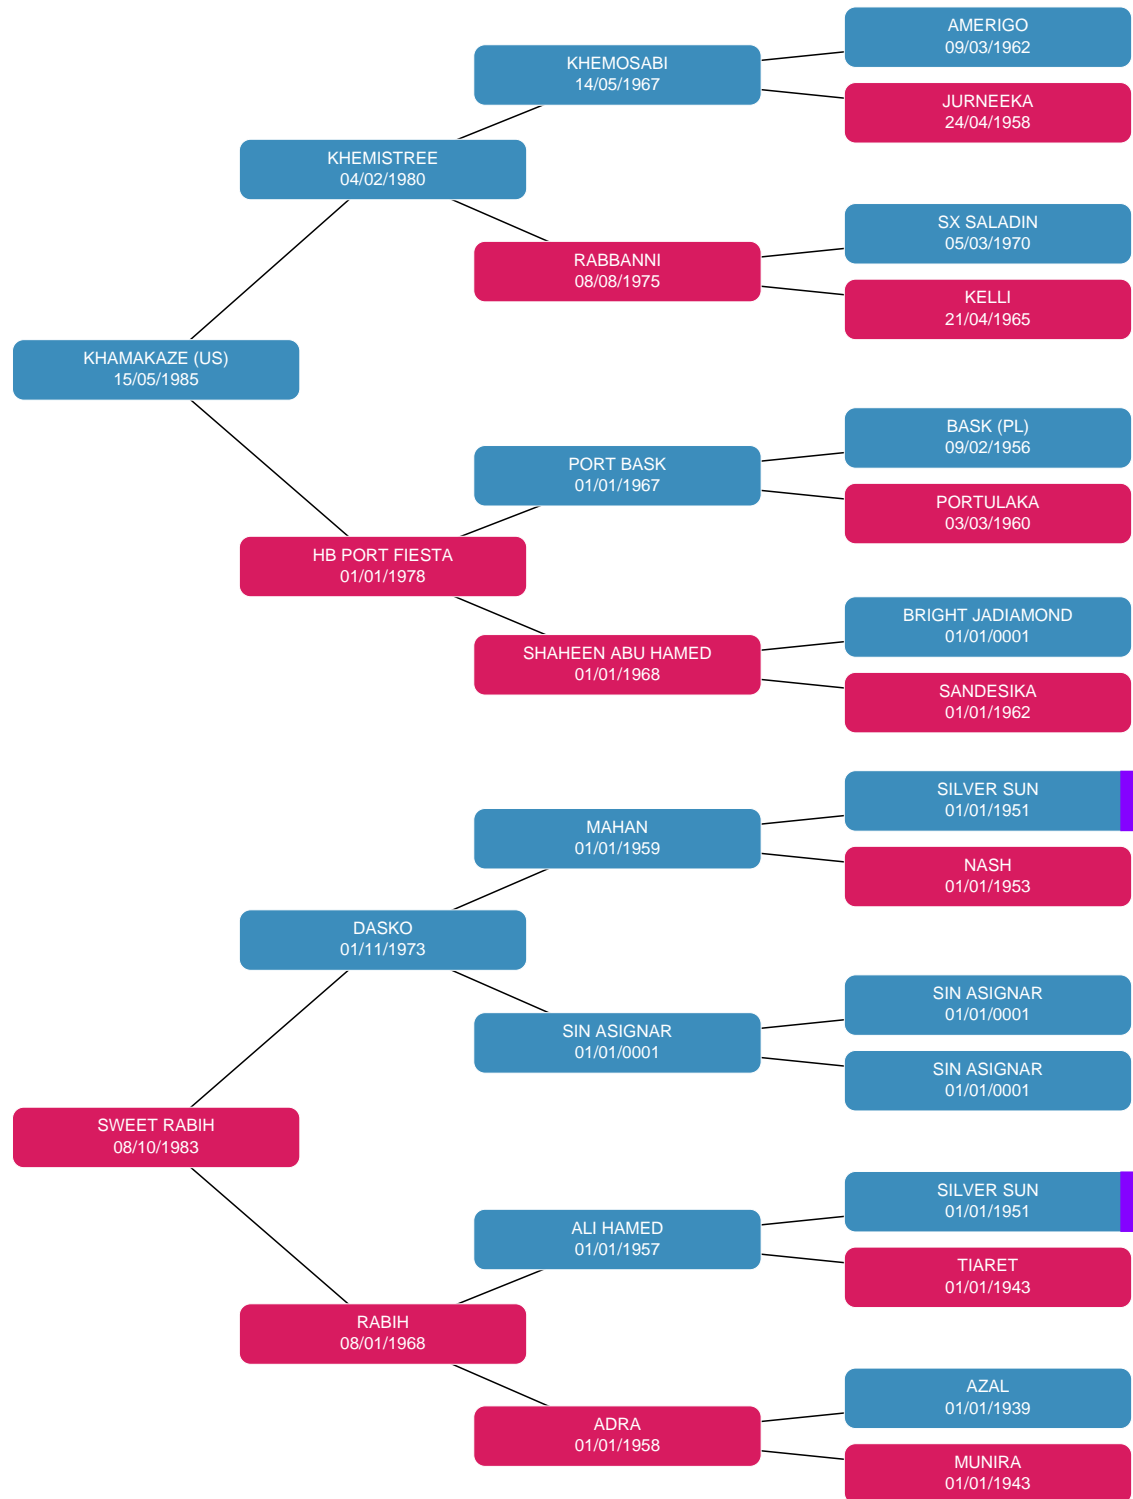 AMERIGO
09/03/1962
KHEMOSABI
14/05/1967
JURNEEKA
24/04/1958
KHEMISTREE
04/02/1980
SX SALADIN
05/03/1970
RABBANNI
08/08/1975
KELLI
21/04/1965
KHAMAKAZE (US)
15/05/1985
BASK (PL)
09/02/1956
PORT BASK
01/01/1967
PORTULAKA
03/03/1960
HB PORT FIESTA
01/01/1978
BRIGHT JADIAMOND
01/01/0001
SHAHEEN ABU HAMED
01/01/1968
SANDESIKA
01/01/1962
SILVER SUN
01/01/1951
MAHAN
01/01/1959
NASH
01/01/1953
DASKO
01/11/1973
SIN ASIGNAR
01/01/0001
SIN ASIGNAR
01/01/0001
SIN ASIGNAR
01/01/0001
SWEET RABIH
08/10/1983
SILVER SUN
01/01/1951
ALI HAMED
01/01/1957
TIARET
01/01/1943
RABIH
08/01/1968
AZAL
01/01/1939
ADRA
01/01/1958
MUNIRA
01/01/1943